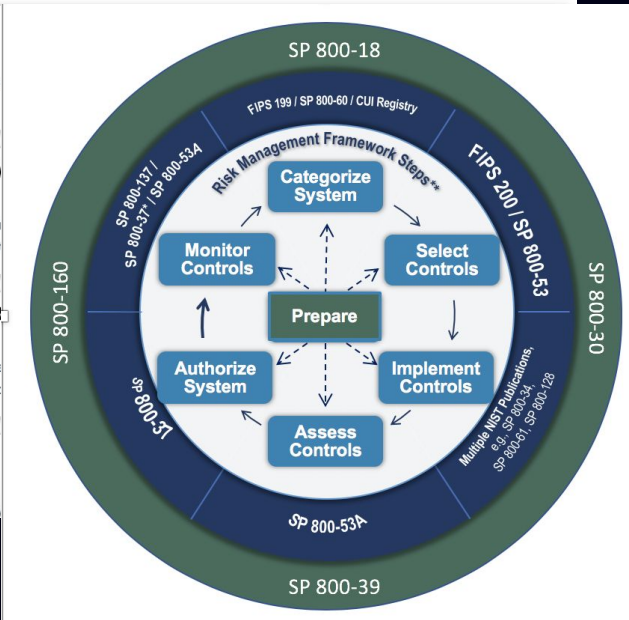 SP 800-18
FIPS 199 / SP 800-60 / CUI Registry
Risk Management Framework Steps**
SP 800-137 /
SP 800-37* / SP 800-53A
FIPS 200 / SP 800-53
Categorize
System
Monitor
Controls
Select
Controls
SP 800-160
Prepare
SP 800-30
Authorize
System
Implement
Controls
SP 800-37
Assess
Controls
Multiple NIST Publications,
e.g., SP 800-34,
SP 800-61, SP 800-128
SP 800-53A
SP 800-39